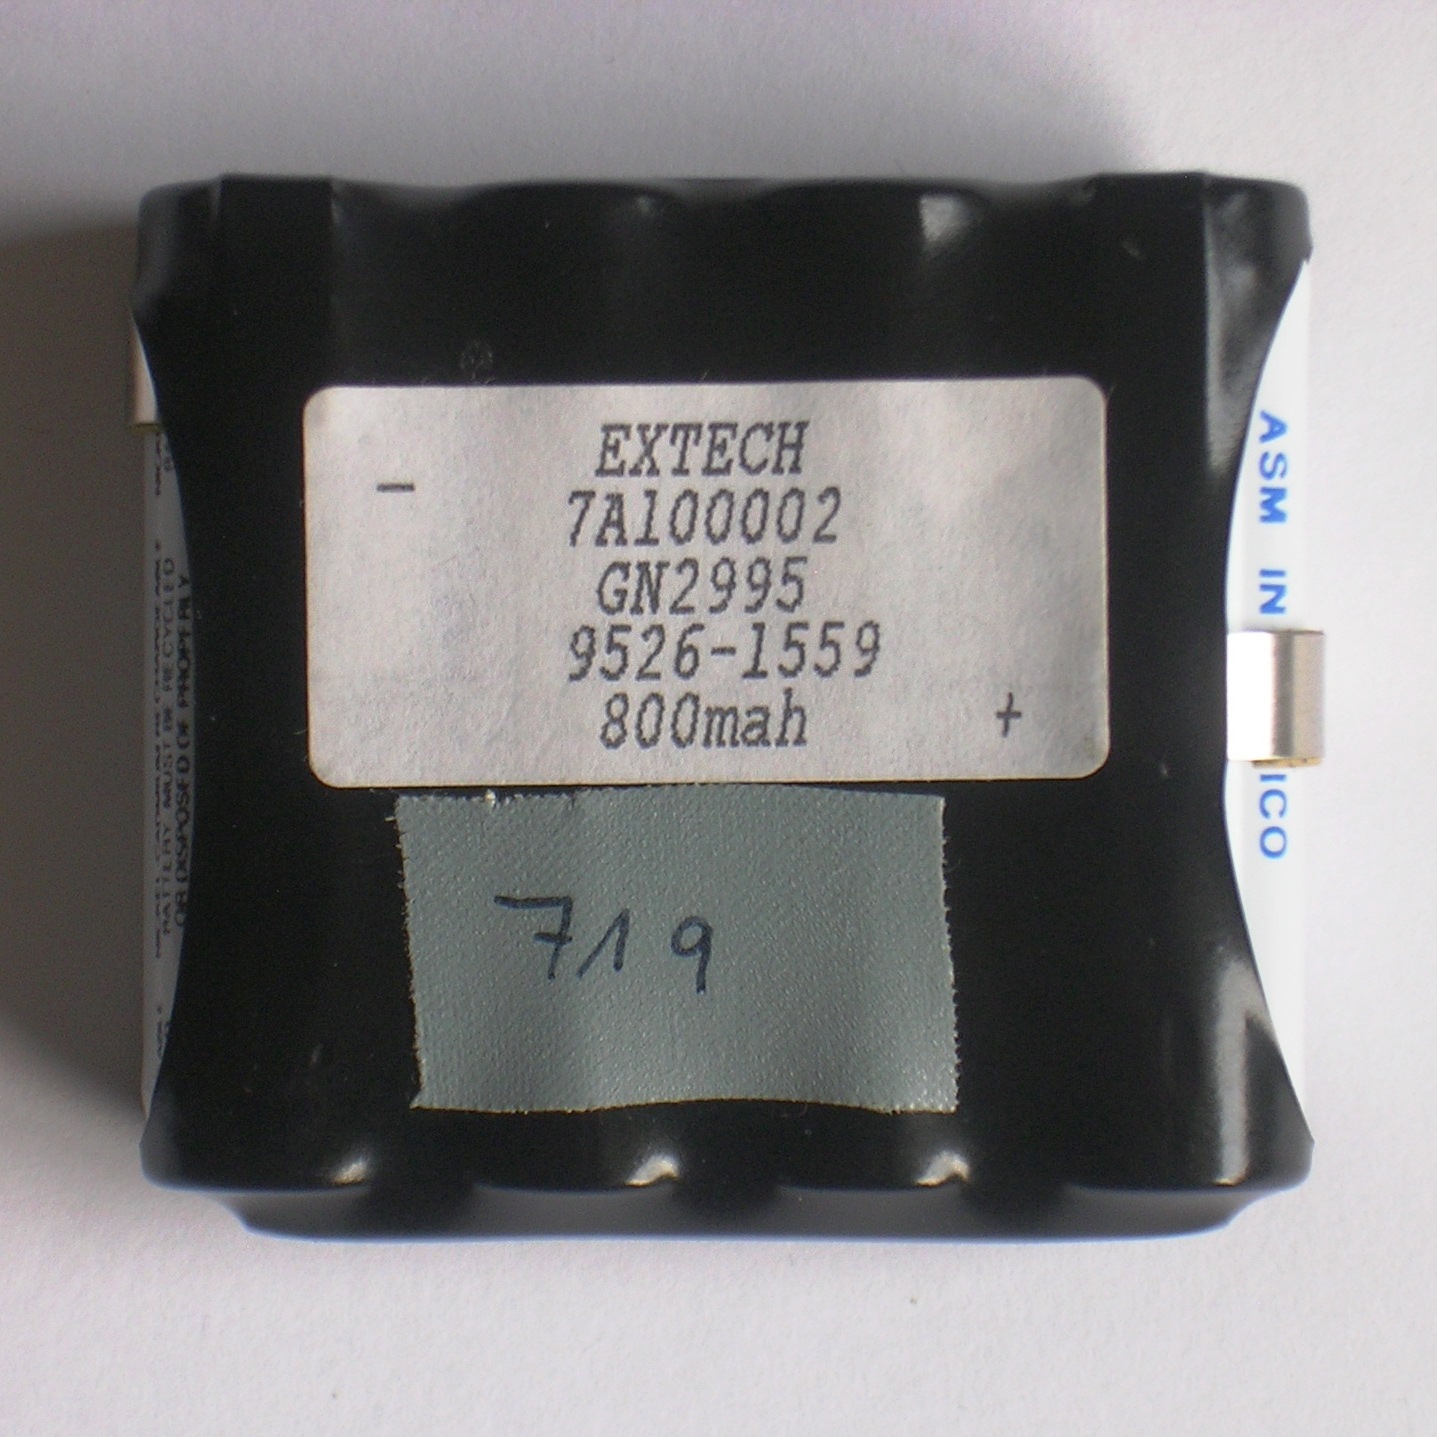 EXTECH
-
7A100002
GN2995
9526-1559
800mah
+
719
ASM IN
ICO